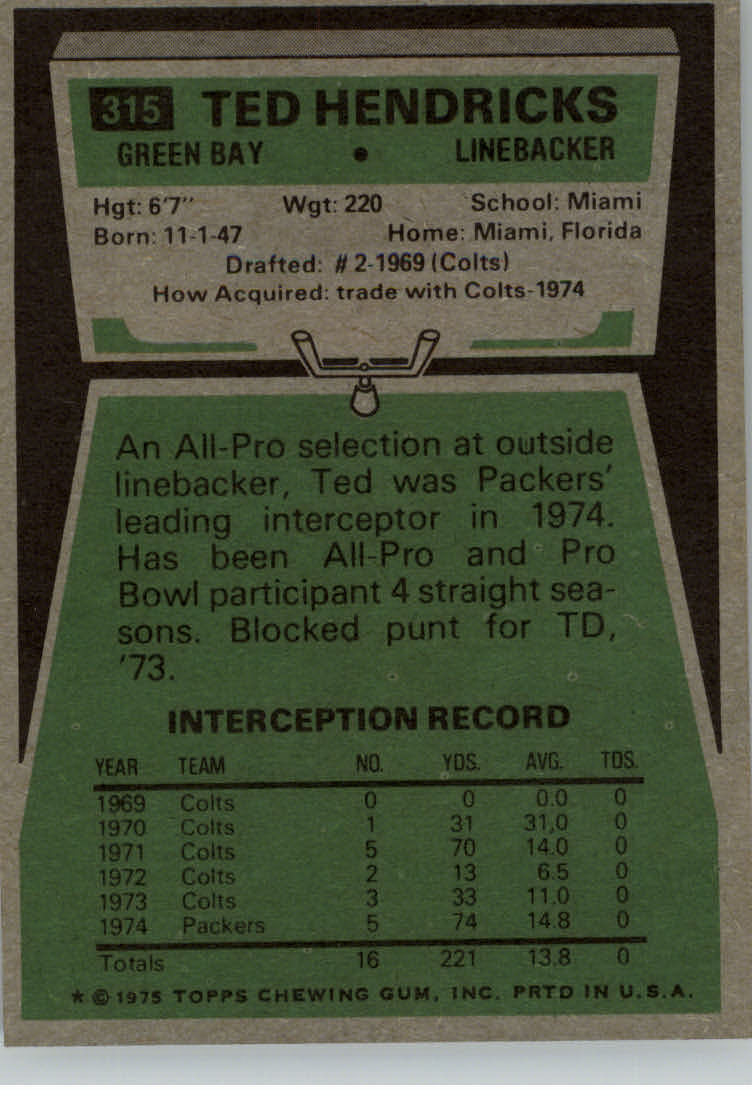 315 TED HENDRICKS
GREEN BAY • LINEBACKER
Hgt: 6'7" Wgt: 220 School: Miami
Born: 11-1-47 Home: Miami, Florida
Drafted: # 2-1969 (Colts)
How Acquired: trade with Colts-1974
An All-Pro selection at outside
linebacker, Ted was Packers'
leading interceptor in 1974.
Has been All-Pro and Pro
Bowl participant 4 straight sea-
sons. Blocked punt for TD,
'73.
INTERCEPTION RECORD
YEAR TEAM NO. YDS. AVG. TDS.
1969 Colts 0 0 0.0 0
1970 Colts 1 31 31,0 0
1971 Colts 5 70 14.0 0
1972 Colts 2 13 6.5 0
1973 Colts 3 33 11.0 0
1974 Packers 5 74 14.8 0
Totals 16 221 13.8 0
* © 1975 TOPPS CHEWING GUM, INC. PRTD IN U.S.A.